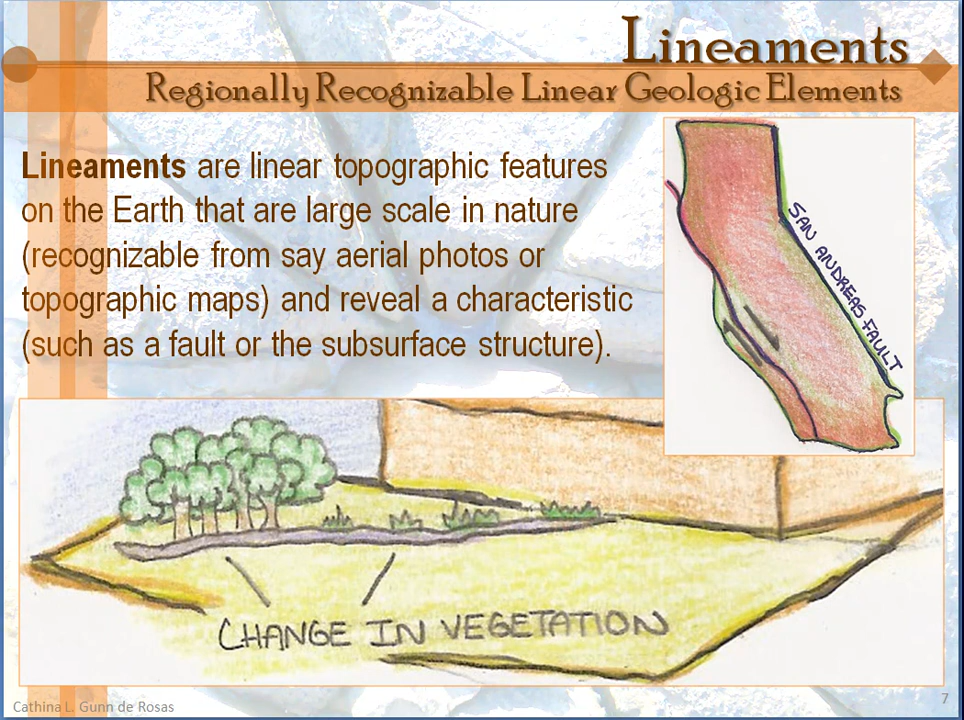 Lineaments
Regionally Recognizable Linear Geologic Elements
Lineaments are linear topographic features
on the Earth that are large scale in nature
(recognizable from say aerial photos or
topographic maps) and reveal a characteristic
(such as a fault or the subsurface structure).
SAN ANDREAS FAULT
CHANGE IN VEGETATION
Cathina L. Gunn de Rosas
7